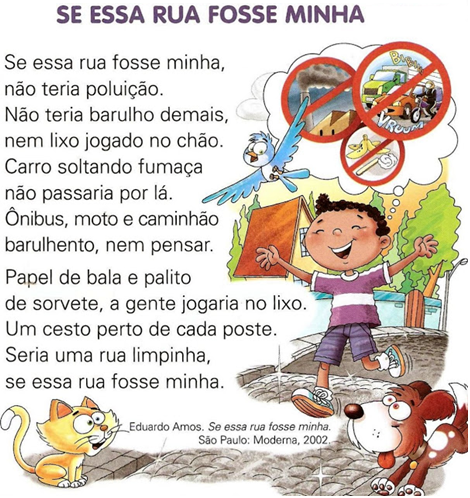 SE ESSA RUA FOSSE MINHA
Se essa rua fosse minha,
não teria poluição.
Não teria barulho demais,
nem lixo jogado no chão.
Carro soltando fumaça
não passaria por lá.
Ônibus, moto e caminhão
barulhento, nem pensar.
Papel de bala e palito
de sorvete, a gente jogaria no lixo.
Um cesto perto de cada poste.
Seria uma rua limpinha,
se essa rua fosse minha.
Eduardo Amos. Se essa rua fosse minha.
São Paulo: Moderna, 2002.
VRUUM